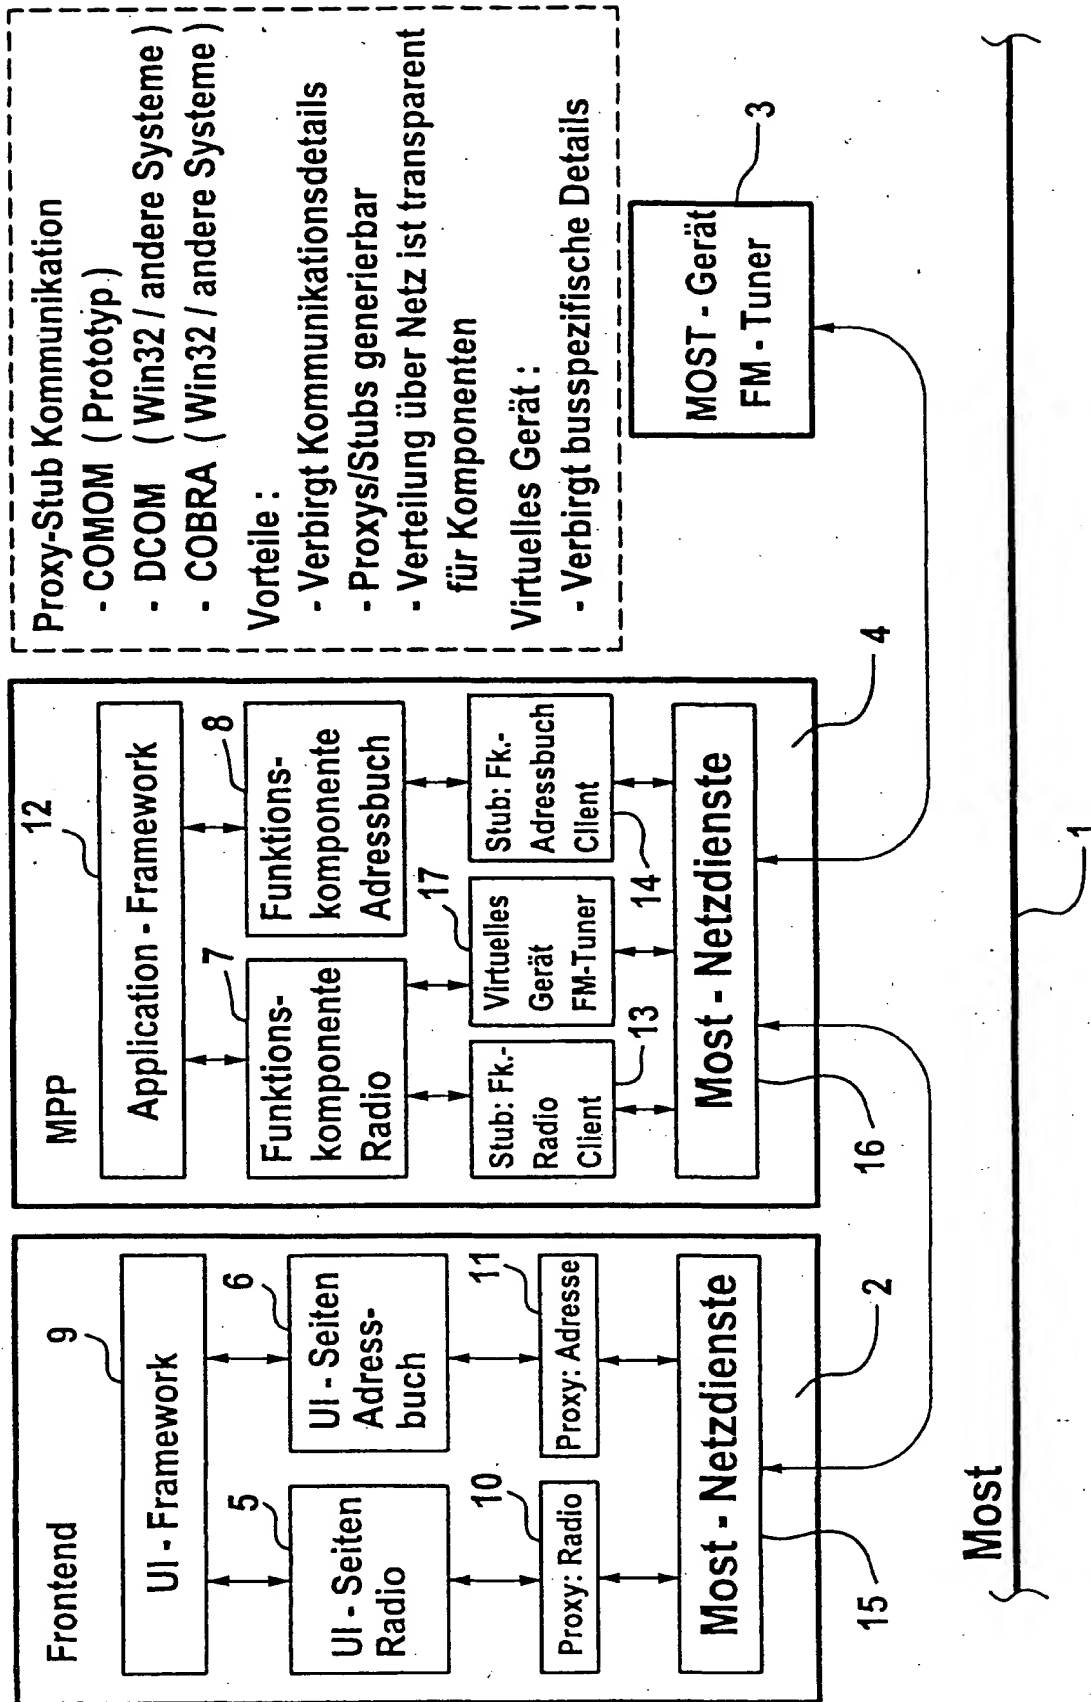 Frontend
9
UI - Framework
5
UI - Seiten
Radio
6
UI - Seiten
Adress-
buch
10
Proxy: Radio
11
Proxy: Adresse
Most - Netzdienste
15
2
MPP
12
Application - Framework
7
Funktions-
komponente
Radio
8
Funktions-
komponente
Adressbuch
Stub: Fk.-
Radio
Client
13
17
Virtuelles
Gerät
FM-Tuner
Stub: Fk.-
Adressbuch
Client
14
Most - Netzdienste
16
4
Proxy-Stub Kommunikation
- COMOM ( Prototyp )
- DCOM ( Win32 / andere Systeme )
- COBRA ( Win32 / andere Systeme )
Vorteile :
- Verbirgt Kommunikationsdetails
- Proxys/Stubs generierbar
- Verteilung über Netz ist transparent
für Komponenten
Virtuelles Gerät :
- Verbirgt busspezifische Details
MOST - Gerät
FM - Tuner
3
Most
1